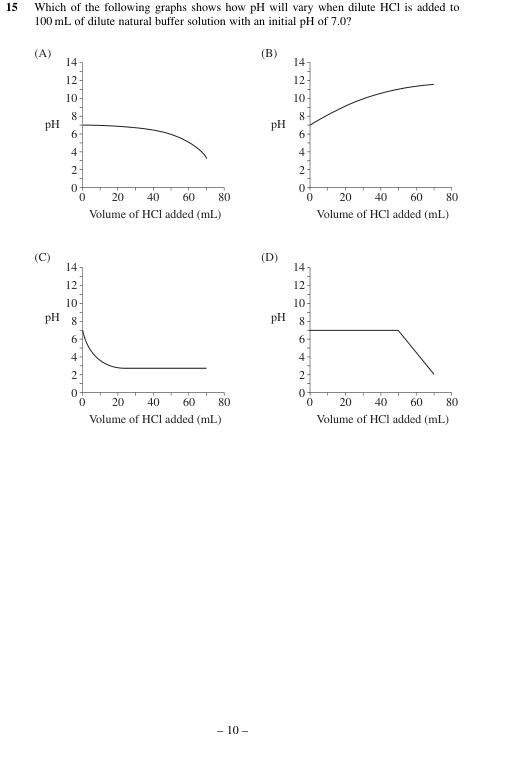 15 Which of the following graphs shows how pH will vary when dilute HCl is added to
100 mL of dilute natural buffer solution with an initial pH of 7.0?
(A)
14
12
10
8
pH
6
4
2
0
0 20 40 60 80
Volume of HCl added (mL)
(B)
14
12
10
8
pH
6
4
2
0
0 20 40 60 80
Volume of HCl added (mL)
(C)
14
12
10
8
pH
6
4
2
0
0 20 40 60 80
Volume of HCl added (mL)
(D)
14
12
10
8
pH
6
4
2
0
0 20 40 60 80
Volume of HCl added (mL)
– 10 –